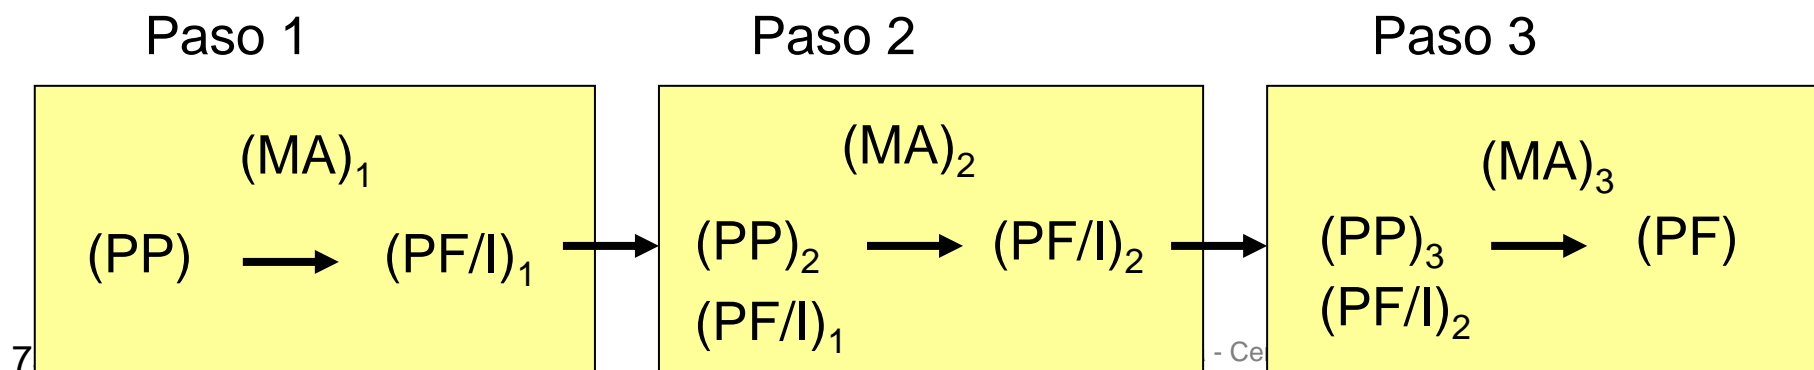 Paso 1
Paso 2
Paso 3
(MA)₁
(PP)
(PF/I)₁
(MA)₂
(PP)₂
(PF/I)₂
(PF/I)₁
(MA)₃
(PP)₃
(PF)
(PF/I)₂
7
-